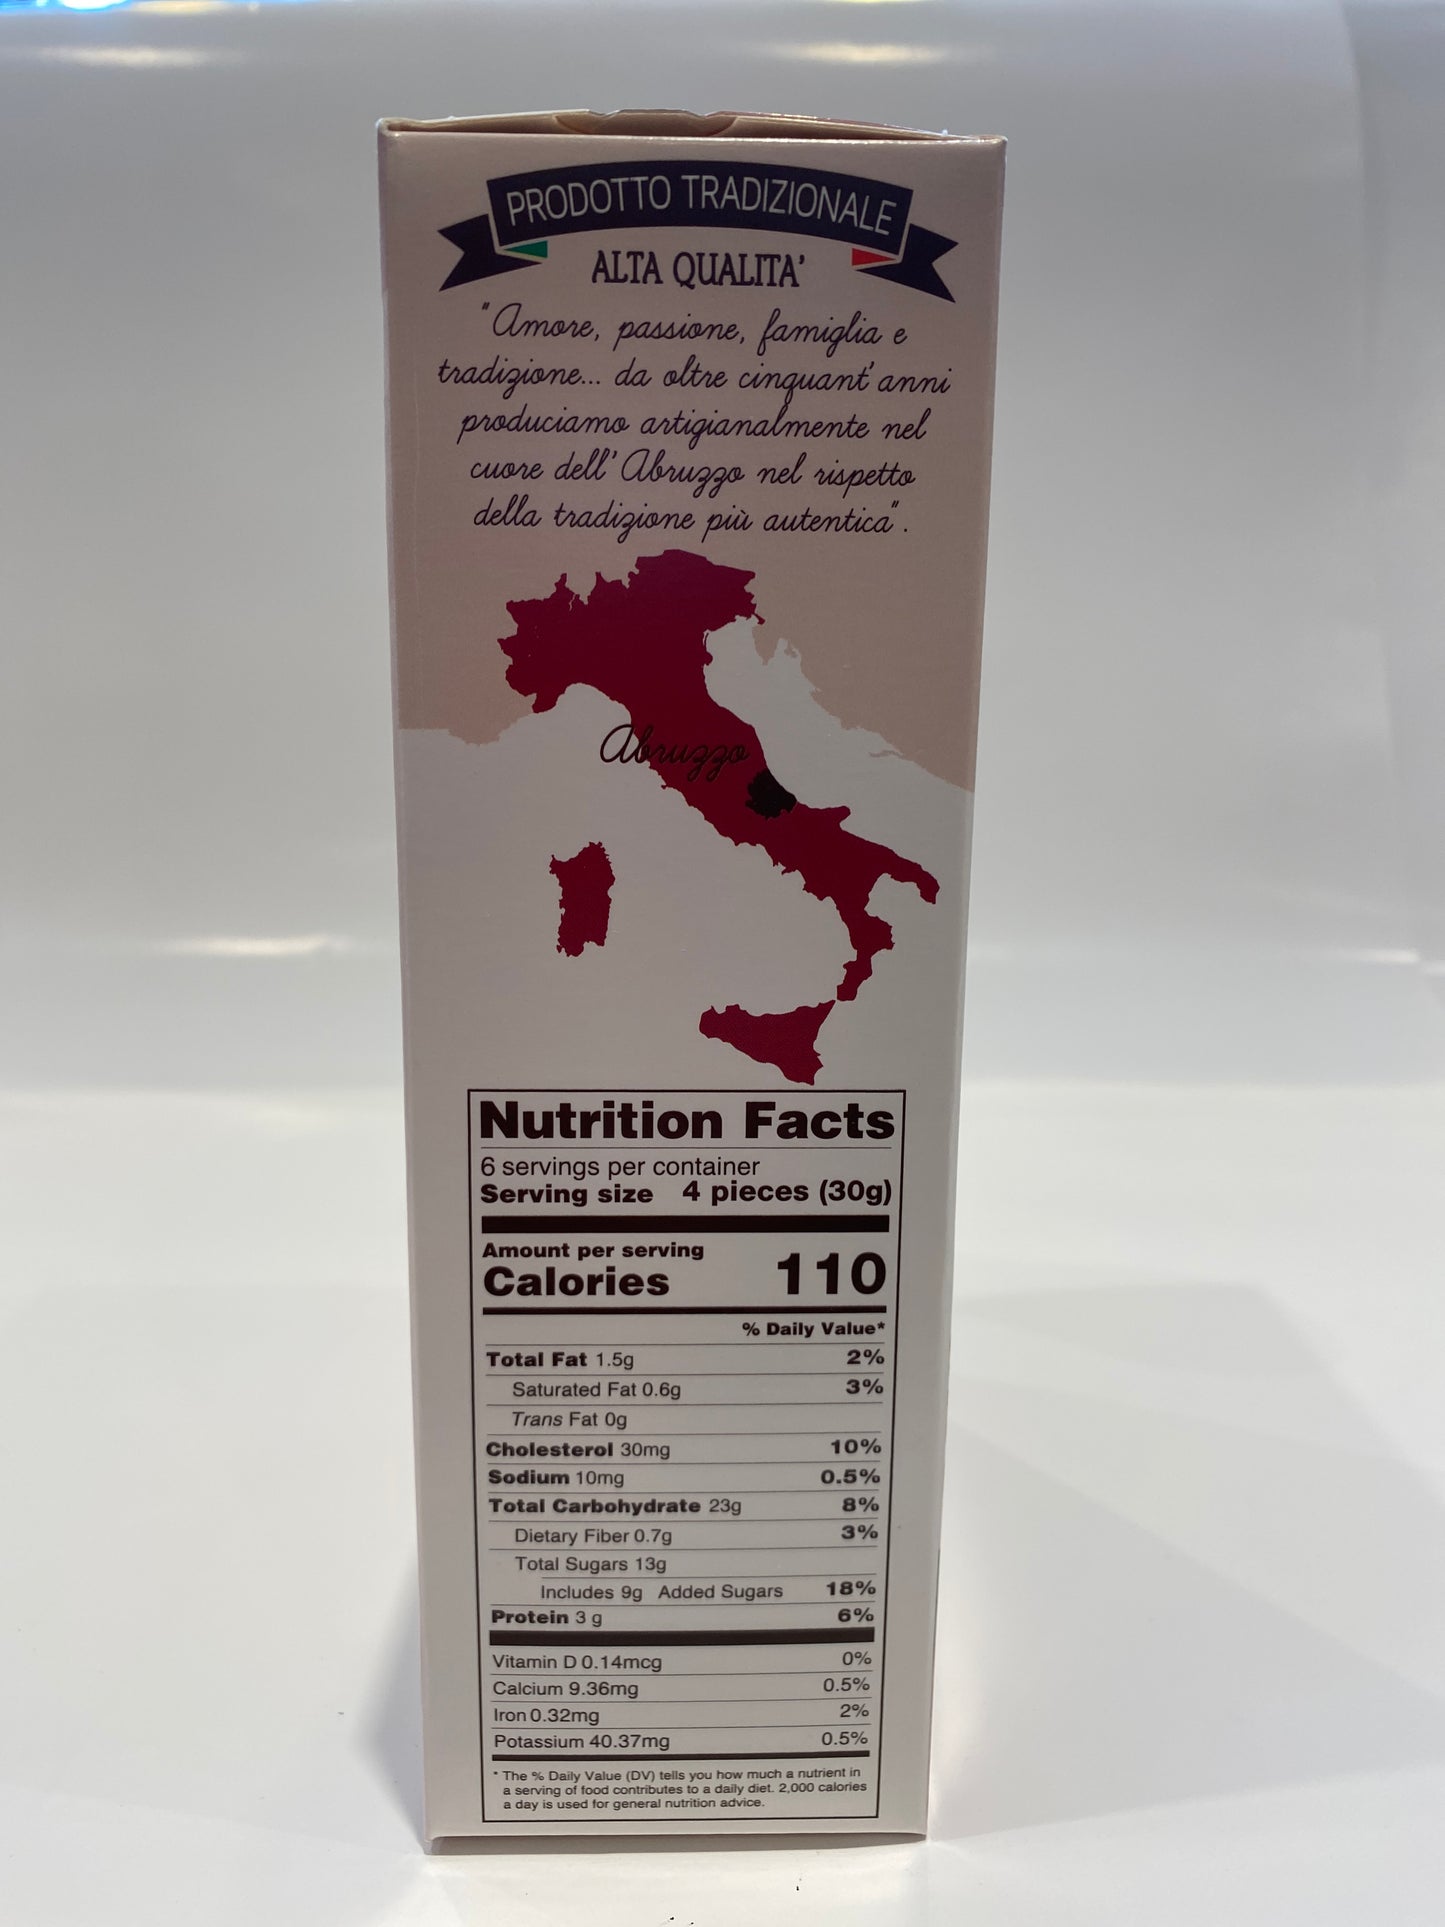 PRODOTTO TRADIZIONALE
ALTA QUALITA'
"Amore, passione, famiglia e
tradizione... da oltre cinquant'anni
produciamo artigianalmente nel
cuore dell'Abruzzo nel rispetto
della tradizione più autentica".
Abruzzo
Nutrition Facts
6 servings per container
Serving size 4 pieces (30g)
Amount per serving
Calories 110
% Daily Value*
Total Fat 1.5g 2%
Saturated Fat 0.6g 3%
Trans Fat 0g
Cholesterol 30mg 10%
Sodium 10mg 0.5%
Total Carbohydrate 23g 8%
Dietary Fiber 0.7g 3%
Total Sugars 13g
Includes 9g Added Sugars 18%
Protein 3 g 6%
Vitamin D 0.14mcg 0%
Calcium 9.36mg 0.5%
Iron 0.32mg 2%
Potassium 40.37mg 0.5%
* The % Daily Value (DV) tells you how much a nutrient in
a serving of food contributes to a daily diet. 2,000 calories
a day is used for general nutrition advice.